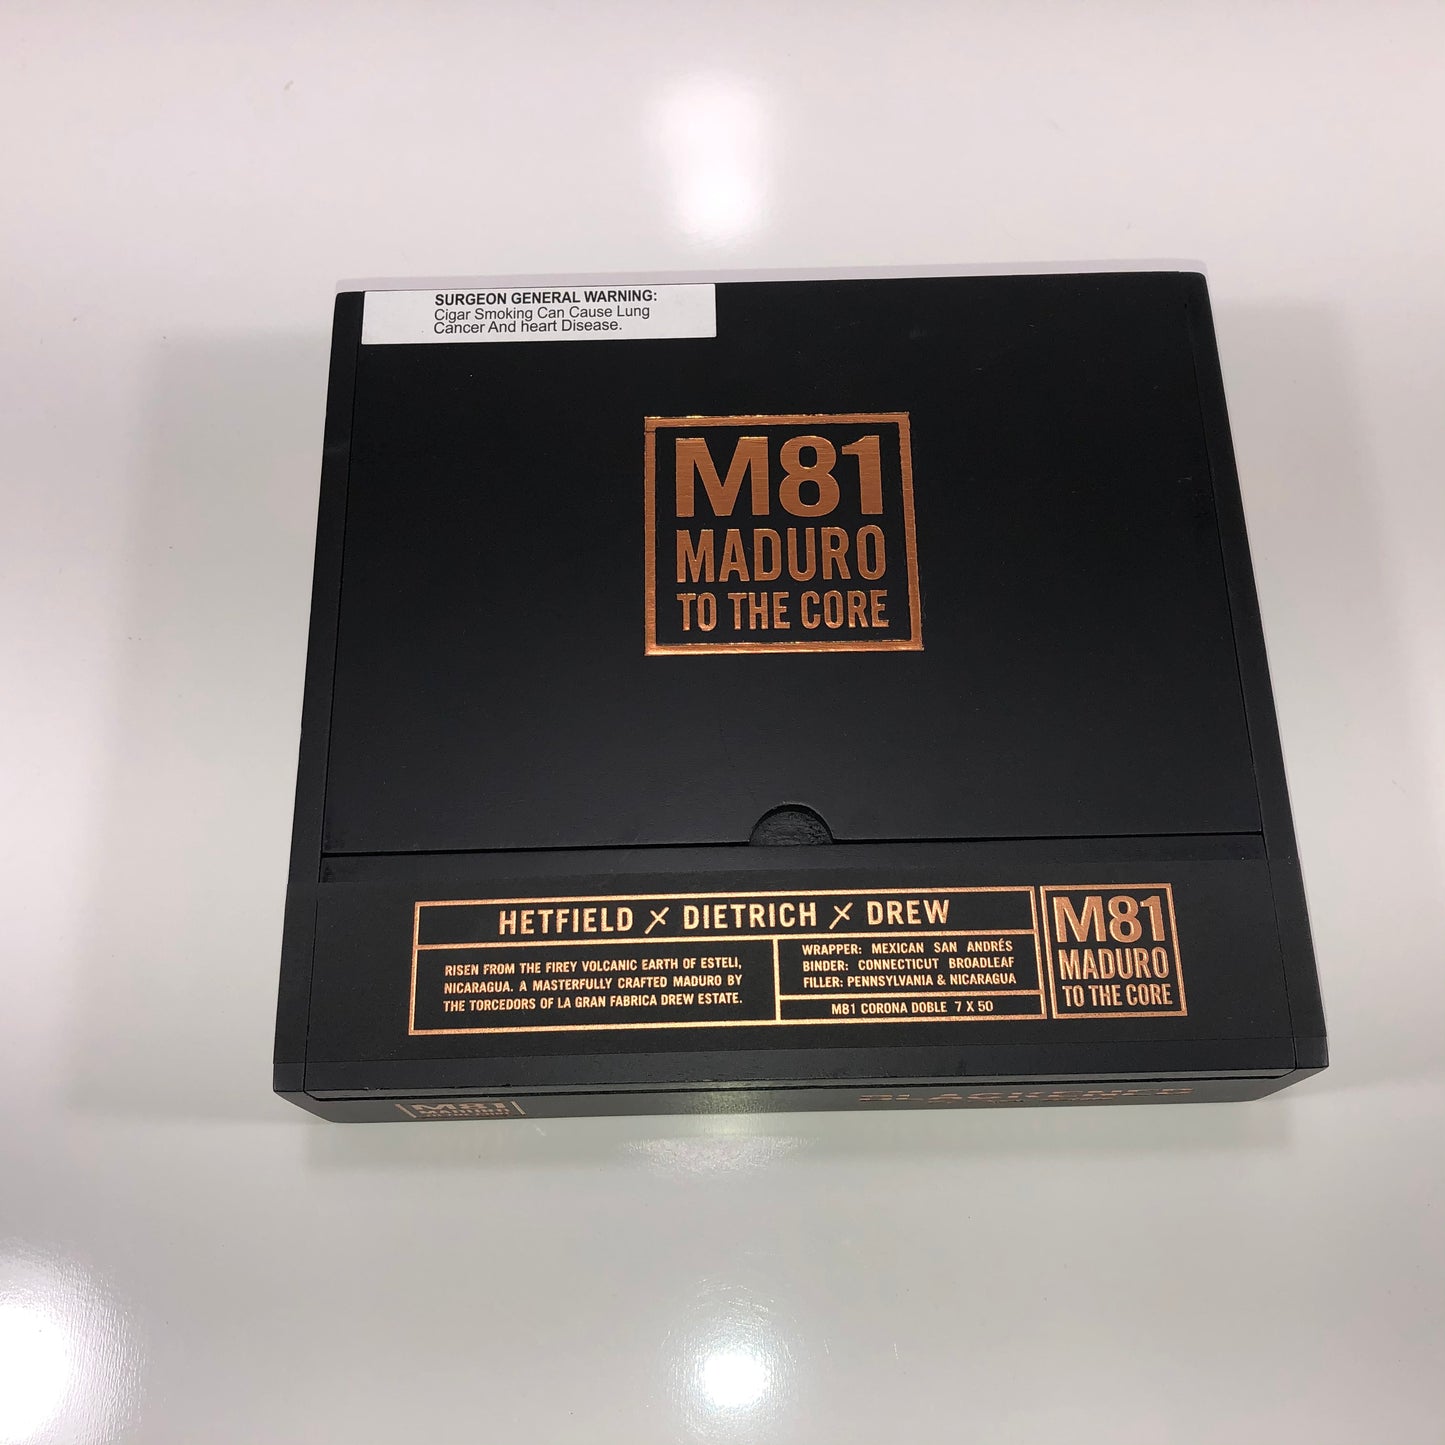 SURGEON GENERAL WARNING:
Cigar Smoking Can Cause Lung
Cancer And heart Disease.
M81
MADURO
TO THE CORE
HETFIELD X DIETRICH X DREW
RISEN FROM THE FIREY VOLCANIC EARTH OF ESTELI,
NICARAGUA. A MASTERFULLY CRAFTED MADURO BY
THE TORCEDORS OF LA GRAN FABRICA DREW ESTATE.
WRAPPER: MEXICAN SAN ANDRÉS
BINDER: CONNECTICUT BROADLEAF
FILLER: PENNSYLVANIA & NICARAGUA
M81 CORONA DOBLE 7 X 50
M81
MADURO
TO THE CORE
M81
MADURO
BLACKENED